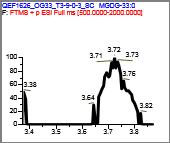 QEF1626_OG33_T3-9-0-3_SC MGDG-33:0
F: FTMS + p ESI Full ms [500.0000-2000.0000]
3.71 3.72 3.73
100
80
3.76
60
3.38
40
3.64
3.82
20
0
3.4 3.5 3.6 3.7 3.8